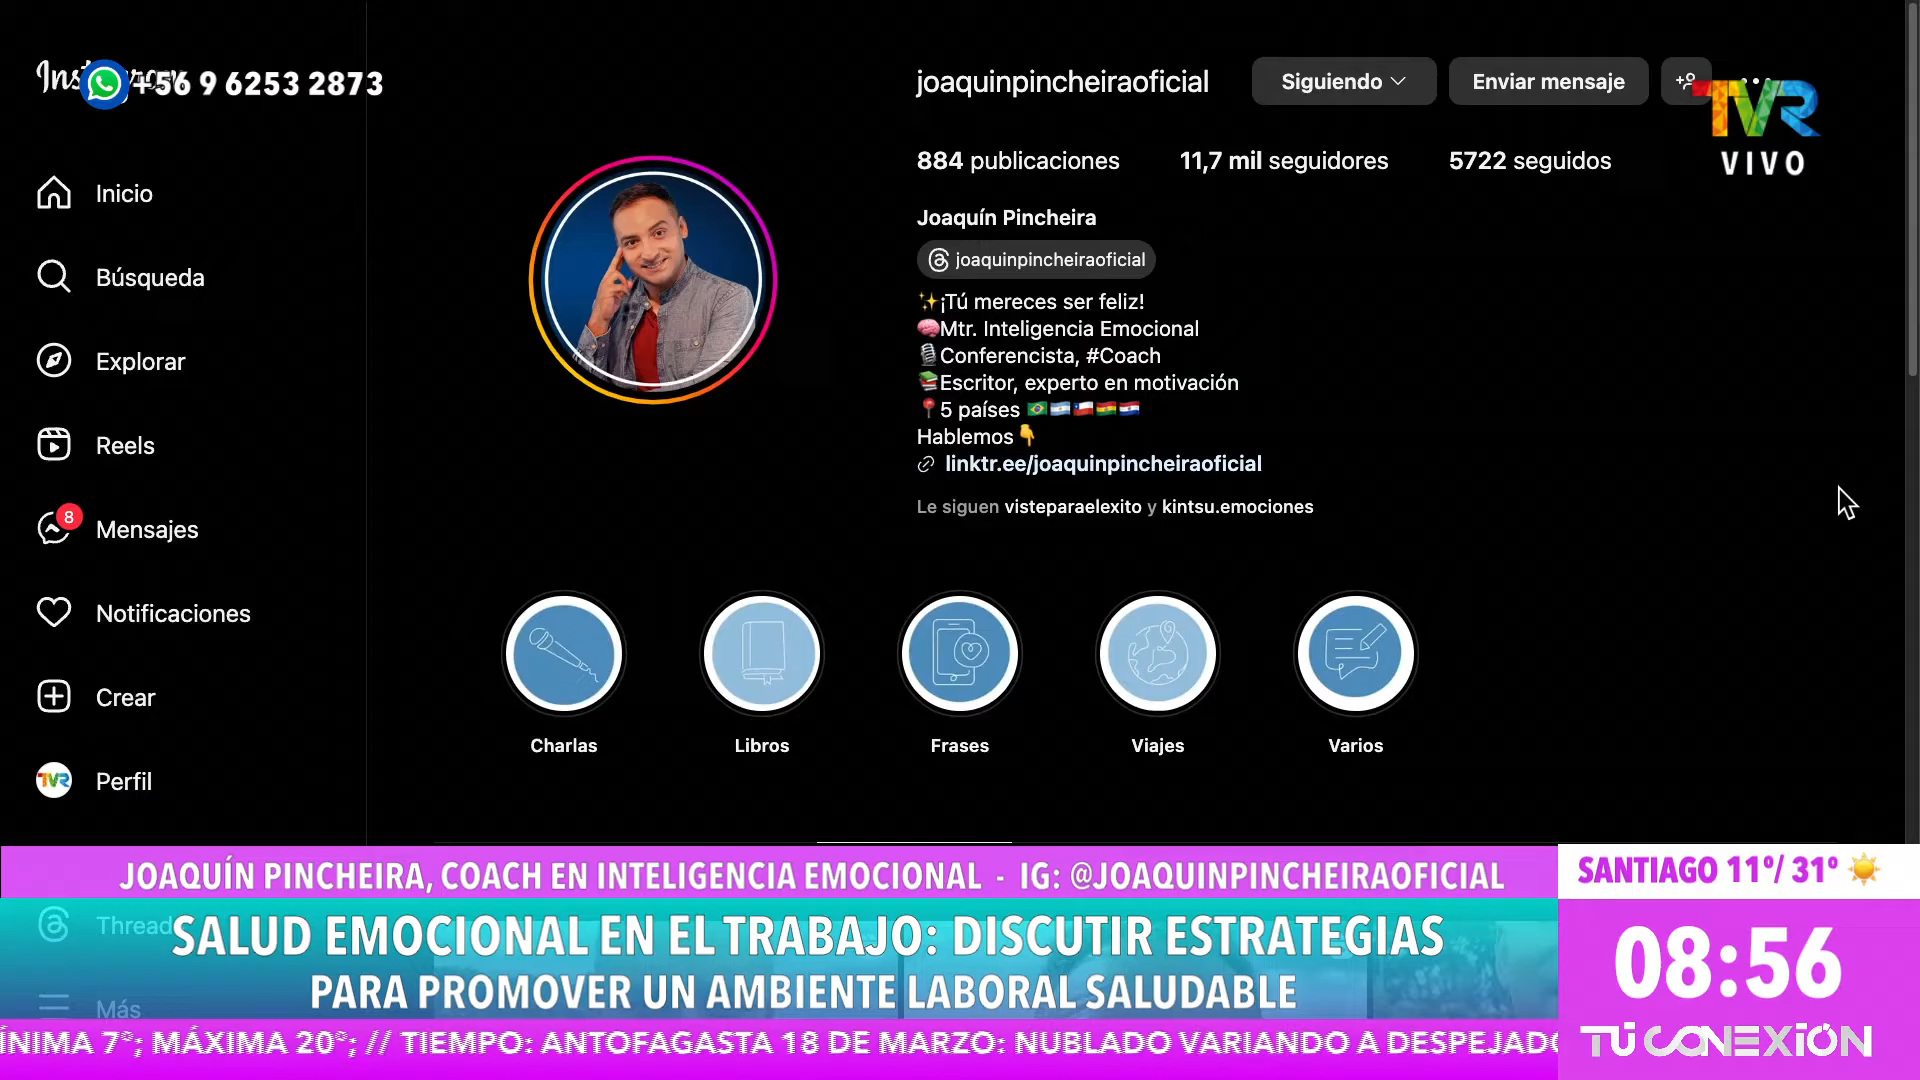 Instagram
+56 9 6253 2873
joaquinpincheiraoficial
Siguiendo
Enviar mensaje
TVR
VIVO
884 publicaciones
11,7 mil seguidores
5722 seguidos
Joaquín Pincheira
joaquinpincheiraoficial
✨¡Tú mereces ser feliz!
🧠Mtr. Inteligencia Emocional
🎙Conferencista, #Coach
📚Escritor, experto en motivación
📍5 países 🇧🇷🇦🇷🇨🇱🇧🇴🇵🇾
Hablemos👇
linktr.ee/joaquinpincheiraoficial
Le siguen visteparaelexito y kintsu.emociones
Inicio
Búsqueda
Explorar
Reels
8
Mensajes
Notificaciones
Crear
TVR
Perfil
Charlas
Libros
Frases
Viajes
Varios
JOAQUÍN PINCHEIRA, COACH EN INTELIGENCIA EMOCIONAL - IG: @JOAQUINPINCHEIRAOFICIAL
SANTIAGO 11°/ 31°
Thread
SALUD EMOCIONAL EN EL TRABAJO: DISCUTIR ESTRATEGIAS
PARA PROMOVER UN AMBIENTE LABORAL SALUDABLE
Más
08:56
ÍNIMA 7°; MÁXIMA 20°; // TIEMPO: ANTOFAGASTA 18 DE MARZO: NUBLADO VARIANDO A DESPEJADO
TÚ CONEXIÓN